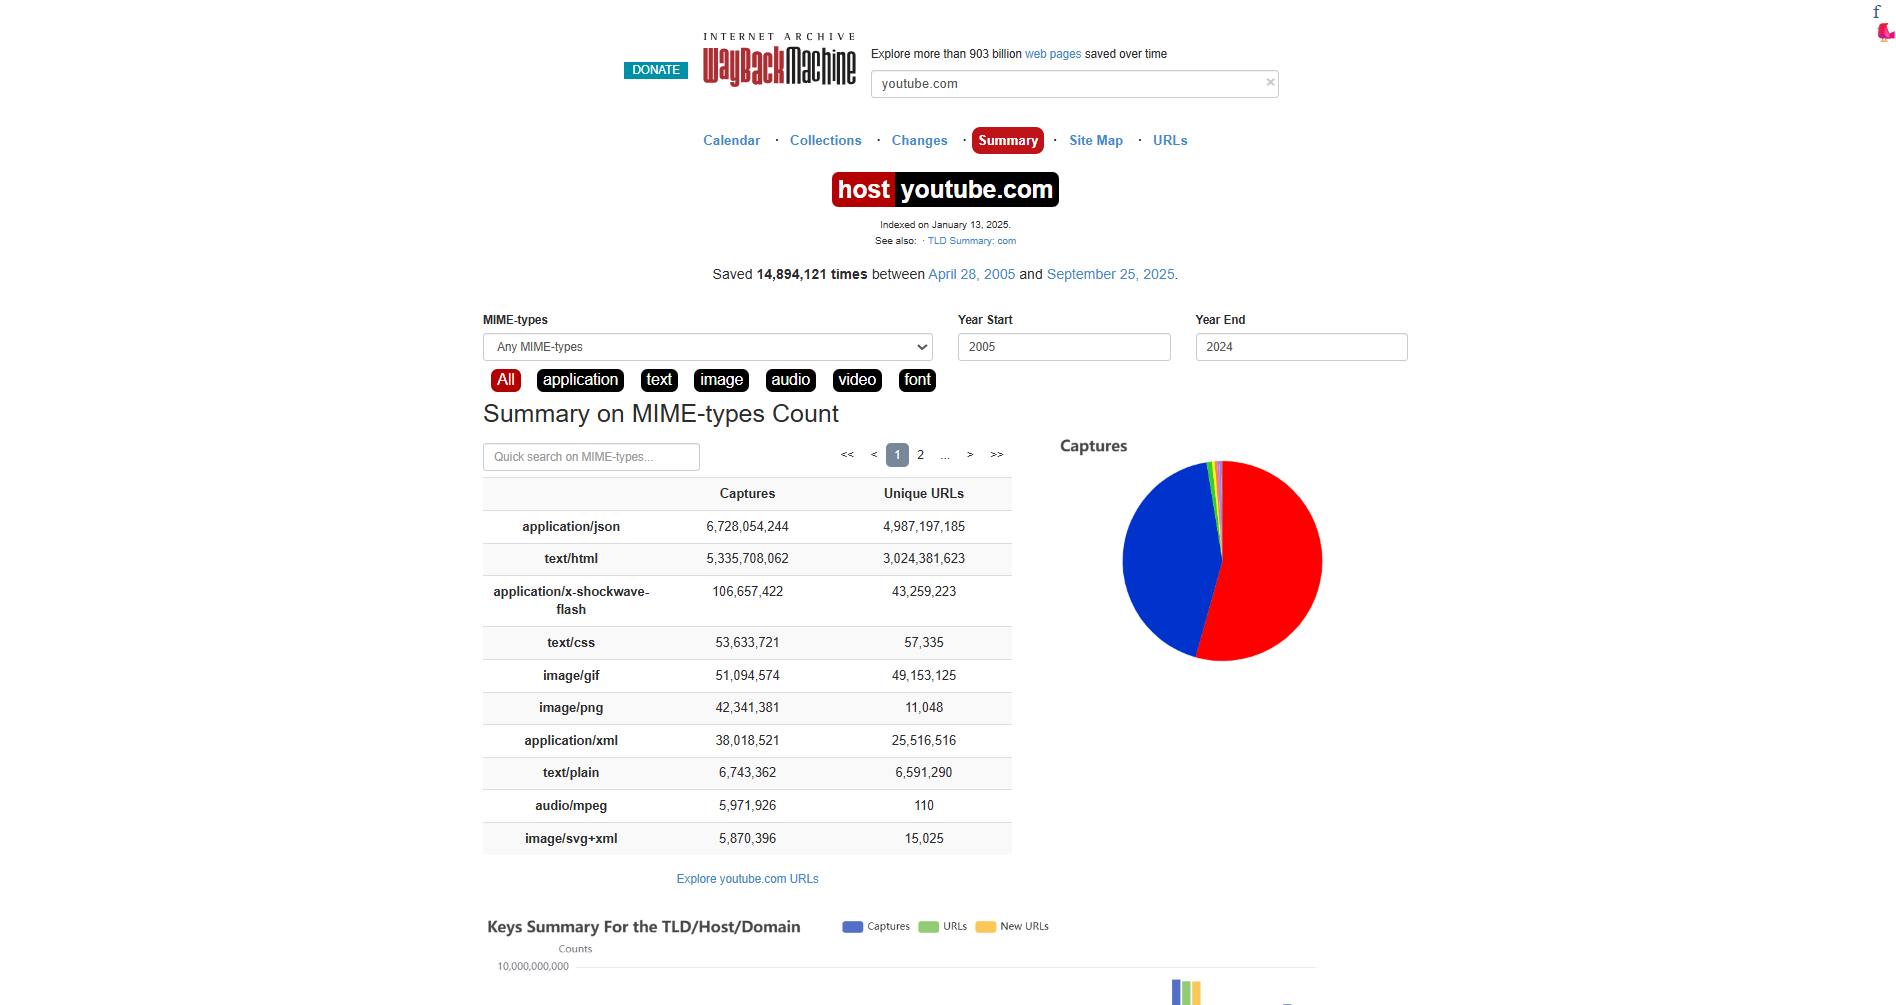 f
INTERNET ARCHIVE
WayBackMachine
DONATE
Explore more than 903 billion web pages saved over time
youtube.com ×
Calendar · Collections · Changes · Summary · Site Map · URLs
host youtube.com
Indexed on January 13, 2025.
See also: · TLD Summary: com
Saved 14,894,121 times between April 28, 2005 and September 25, 2025.
MIME-types Year Start Year End
Any MIME-types 2005 2024
All application text image audio video font
Summary on MIME-types Count
Quick search on MIME-types... << < 1 2 ... > >>
Captures Unique URLs
application/json 6,728,054,244 4,987,197,185
text/html 5,335,708,062 3,024,381,623
application/x-shockwave-
flash 106,657,422 43,259,223
text/css 53,633,721 57,335
image/gif 51,094,574 49,153,125
image/png 42,341,381 11,048
application/xml 38,018,521 25,516,516
text/plain 6,743,362 6,591,290
audio/mpeg 5,971,926 110
image/svg+xml 5,870,396 15,025
Captures
Explore youtube.com URLs
Keys Summary For the TLD/Host/Domain Captures URLs New URLs
Counts
10,000,000,000